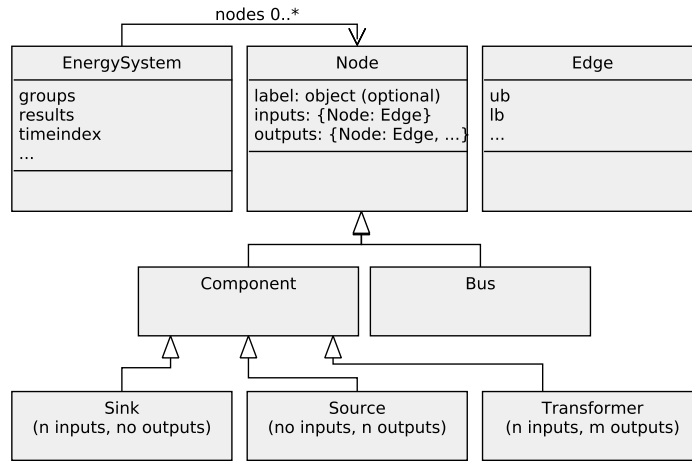 nodes 0..*
EnergySystem
groups
results
timeindex
...
Node
label: object (optional)
inputs: {Node: Edge}
outputs: {Node: Edge, ...}
Edge
ub
lb
...
Component
Bus
Sink
(n inputs, no outputs)
Source
(no inputs, n outputs)
Transformer
(n inputs, m outputs)